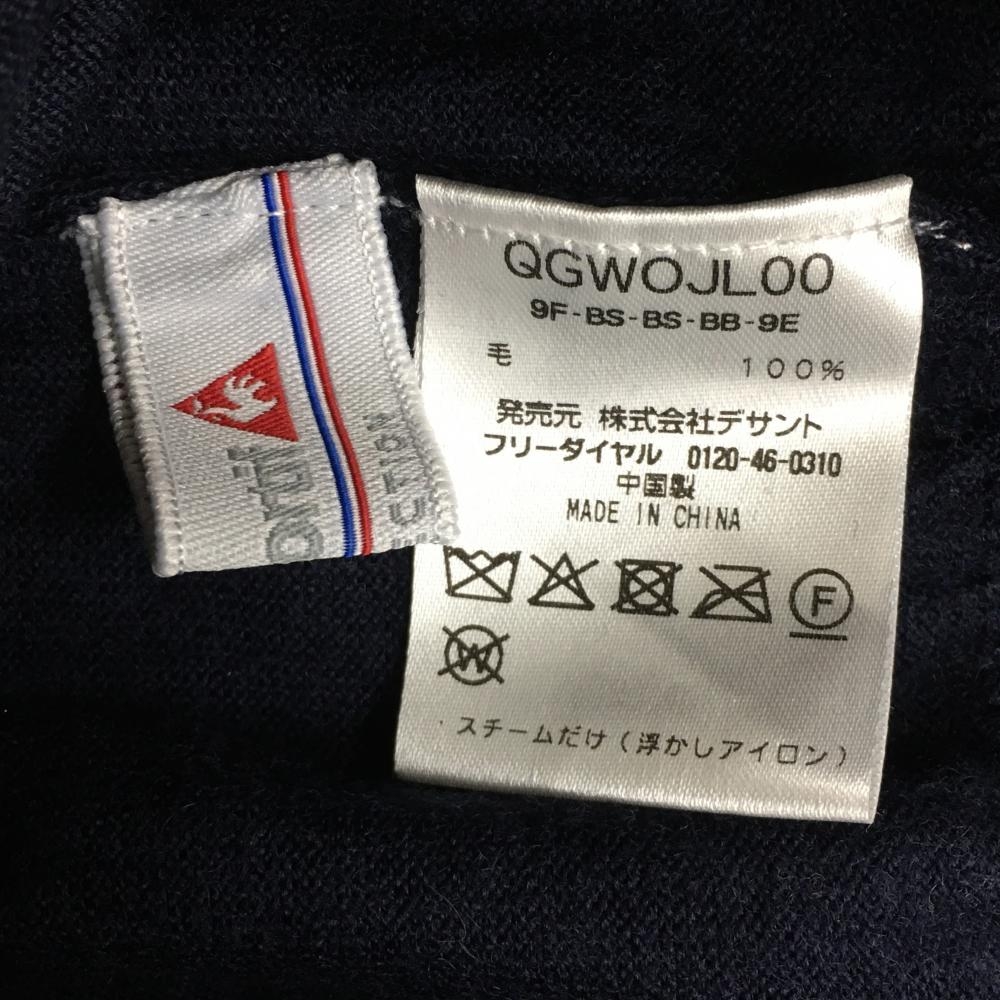 QGWOJL00
9F-BS-BS-BB-9E
毛 100%
発売元 株式会社デサント
フリーダイヤル 0120-46-0310
中国製
MADE IN CHINA
F
W
・スチームだけ(浮かしアイロン)